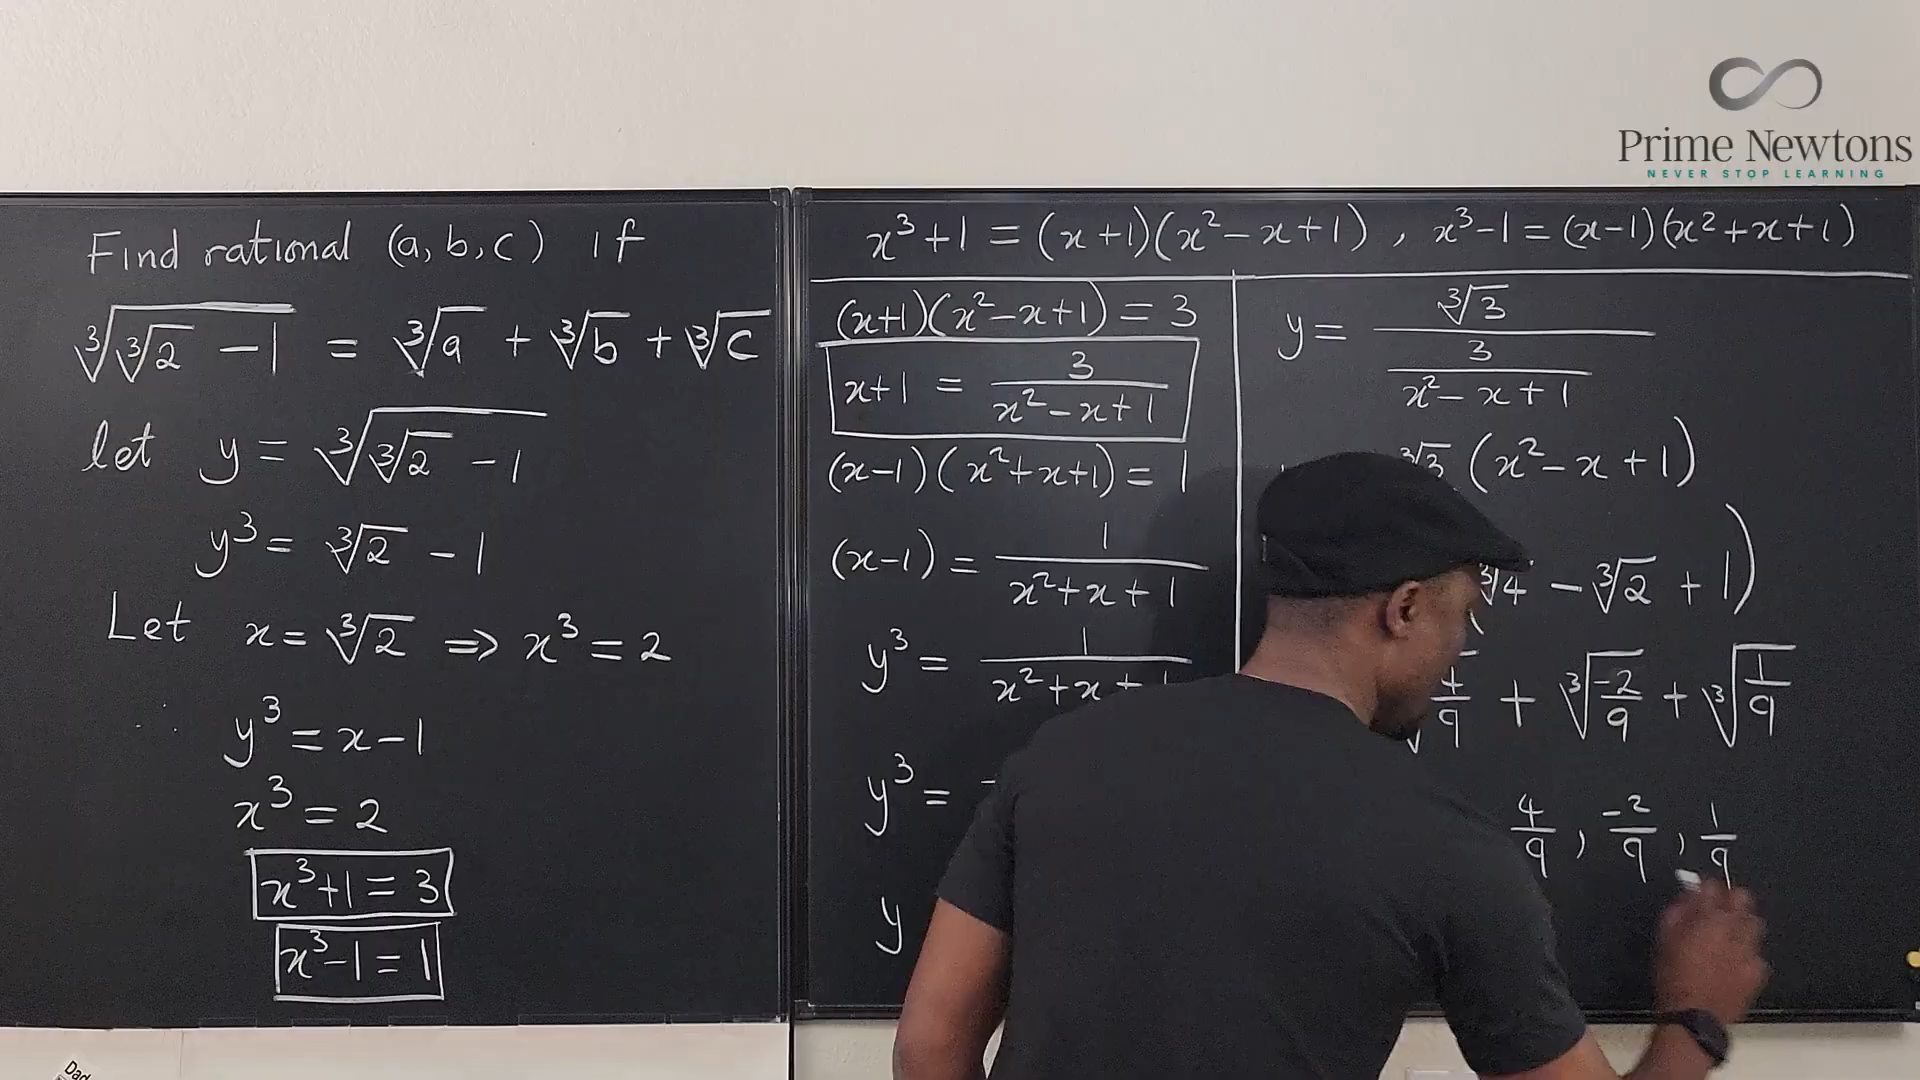 Prime Newtons
NEVER STOP LEARNING
Find rational (a, b, c) if
∛(∛2 − 1) = ∛a + ∛b + ∛c
let y = ∛(∛2 − 1)
y³ = ∛2 − 1
Let x = ∛2 ⇒ x³ = 2
∴ y³ = x−1
x³ = 2
x³+1 = 3
x³−1 = 1
x³+1 = (x+1)(x²−x+1) , x³−1 = (x−1)(x²+x+1)
(x+1)(x²−x+1) = 3
x+1 = 3/(x²−x+1)
(x−1)(x²+x+1) = 1
(x−1) = 1/(x²+x+1)
y³ = 1/(x²+x+1
y³ =
y
y = ∛3/(3/(x²−x+1))
∛3 (x²−x+1)
∛4 − ∛2 + 1)
4/9 + ∛(−2/9) + ∛(1/9)
4/9 , −2/9 , 1/9
Dad